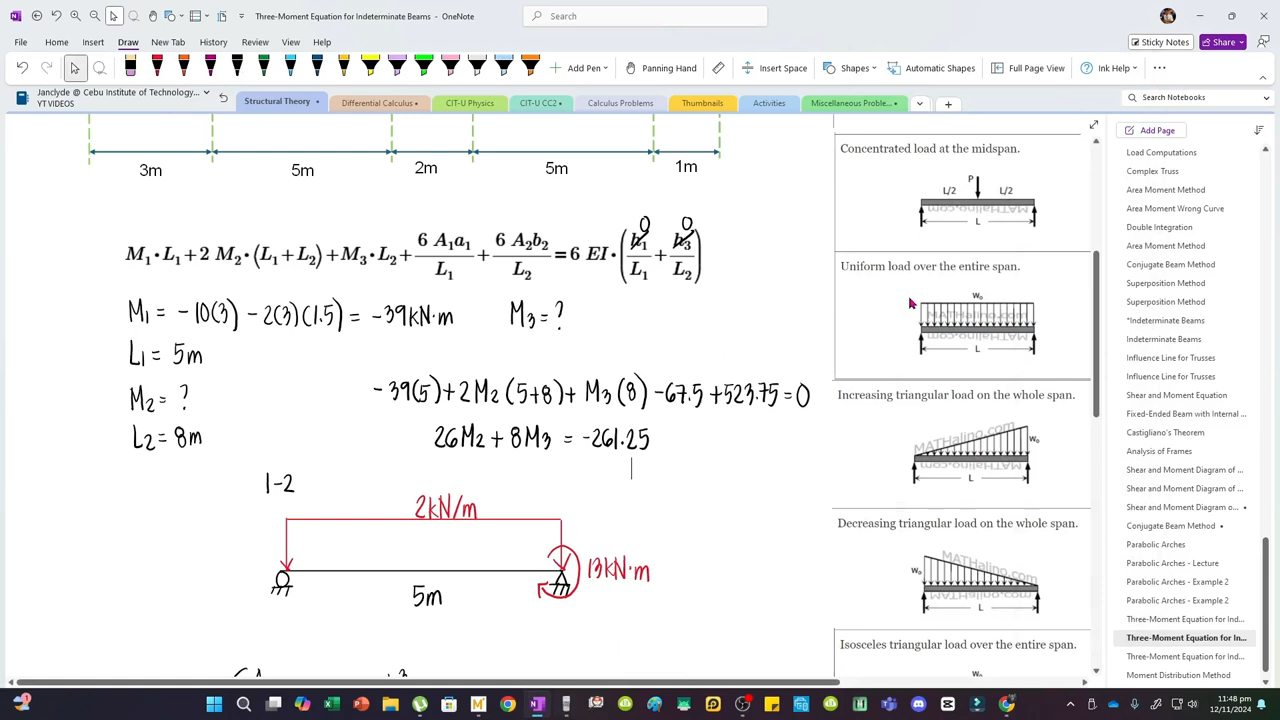 Three-Moment Equation for Indeterminate Beams - OneNote
Search
File Home Insert Draw New Tab History Review View Help
Sticky Notes Share
Add Pen Panning Hand Insert Space Shapes Automatic Shapes Full Page View Ink Help
Janclyde @ Cebu Institute of Technology...
YT VIDEOS
Structural Theory Differential Calculus CIT-U Physics CIT-U CC2 Calculus Problems Thumbnails Activities Miscellaneous Proble...
Search Notebooks
3m 5m 2m 5m 1m
0 0
M₁·L₁+2 M₂·(L₁+L₂)+M₃·L₂+6 A₁a₁/L₁+6 A₂b₂/L₂=6 EI·(h₁/L₁+h₃/L₂)
M₁ = -10(3) - 2(3)(1.5) = -39kN·m M₃ = ?
L₁ = 5m
M₂ = ?
L₂ = 8m
-39(5)+2M₂(5+8)+M₃(8)-67.5+523.75=0
26M₂+8M₃ = -261.25
1-2
2kN/m
13kN·m
5m
Concentrated load at the midspan.
P
L/2 L/2
L
Uniform load over the entire span.
w₀
L
Increasing triangular load on the whole span.
MATHalino.com
w₀
L
Decreasing triangular load on the whole span.
MATHalino.com
w₀
L
Isosceles triangular load over the entire span.
w₀
Add Page
Load Computations
Complex Truss
Area Moment Method
Area Moment Wrong Curve
Double Integration
Area Moment Method
Conjugate Beam Method
Superposition Method
Superposition Method
*Indeterminate Beams
Indeterminate Beams
Influence Line for Trusses
Influence Line for Trusses
Shear and Moment Equation
Fixed-Ended Beam with Internal ...
Castigliano's Theorem
Analysis of Frames
Shear and Moment Diagram of ...
Shear and Moment Diagram of ...
Shear and Moment Diagram o...
Conjugate Beam Method
Parabolic Arches
Parabolic Arches - Lecture
Parabolic Arches - Example 2
Parabolic Arches - Example 2
Three-Moment Equation for Ind...
Three-Moment Equation for In...
Three-Moment Equation for Ind...
Moment Distribution Method
11:48 pm
12/11/2024